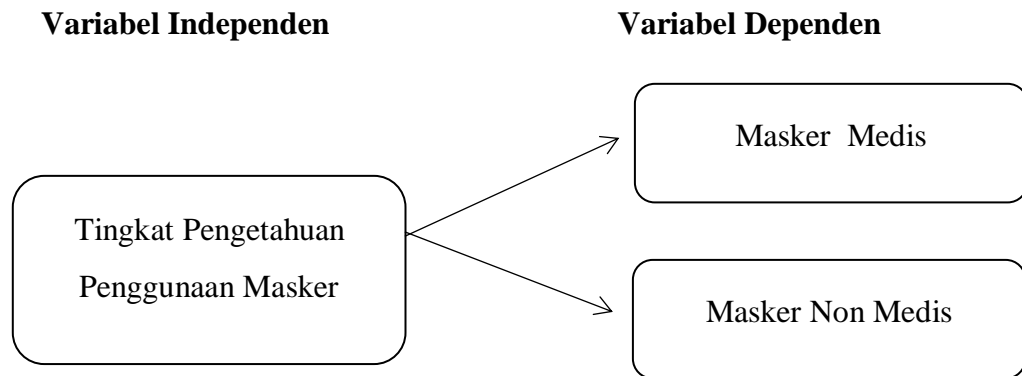 Variabel Independen
Variabel Dependen
Masker Medis
Tingkat Pengetahuan
Penggunaan Masker
Masker Non Medis